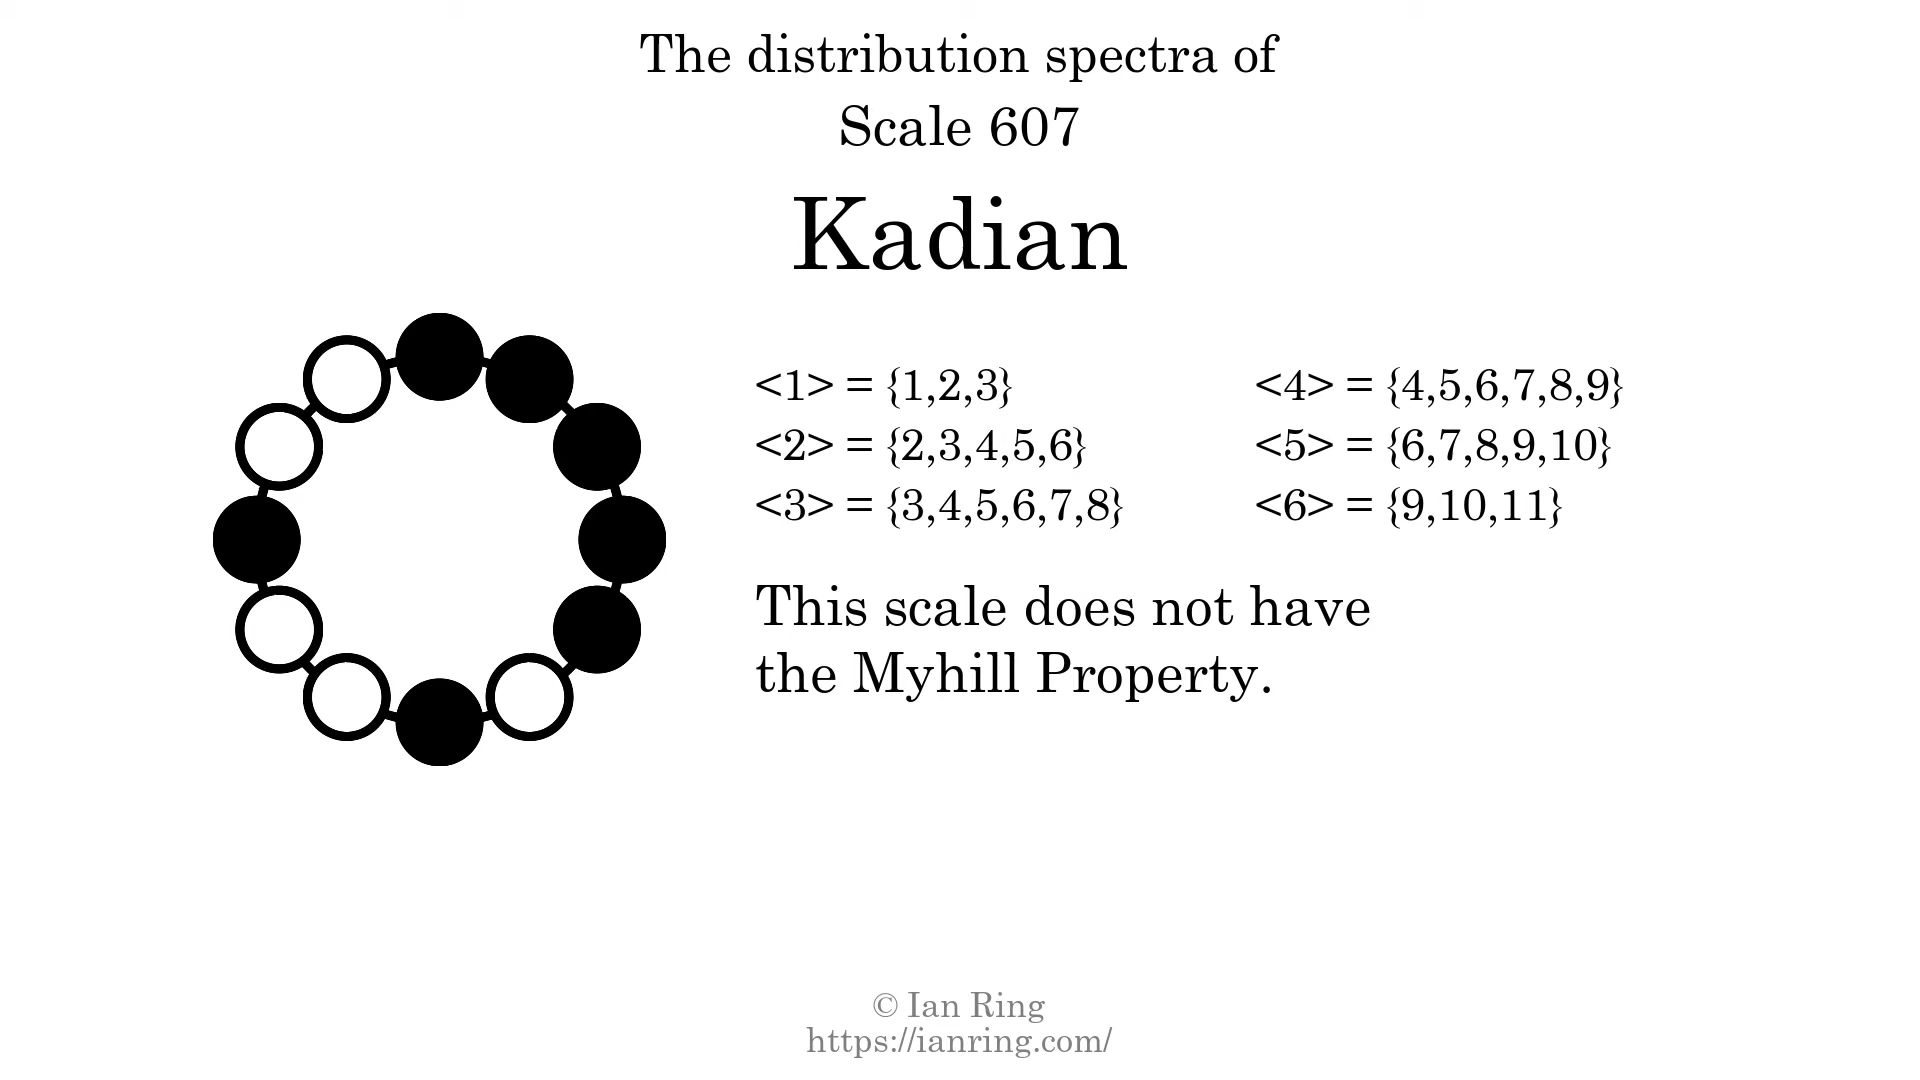 The distribution spectra of
Scale 607
Kadian
<1> = {1,2,3}
<2> = {2,3,4,5,6}
<3> = {3,4,5,6,7,8}
<4> = {4,5,6,7,8,9}
<5> = {6,7,8,9,10}
<6> = {9,10,11}
This scale does not have
the Myhill Property.
© Ian Ring
https://ianring.com/